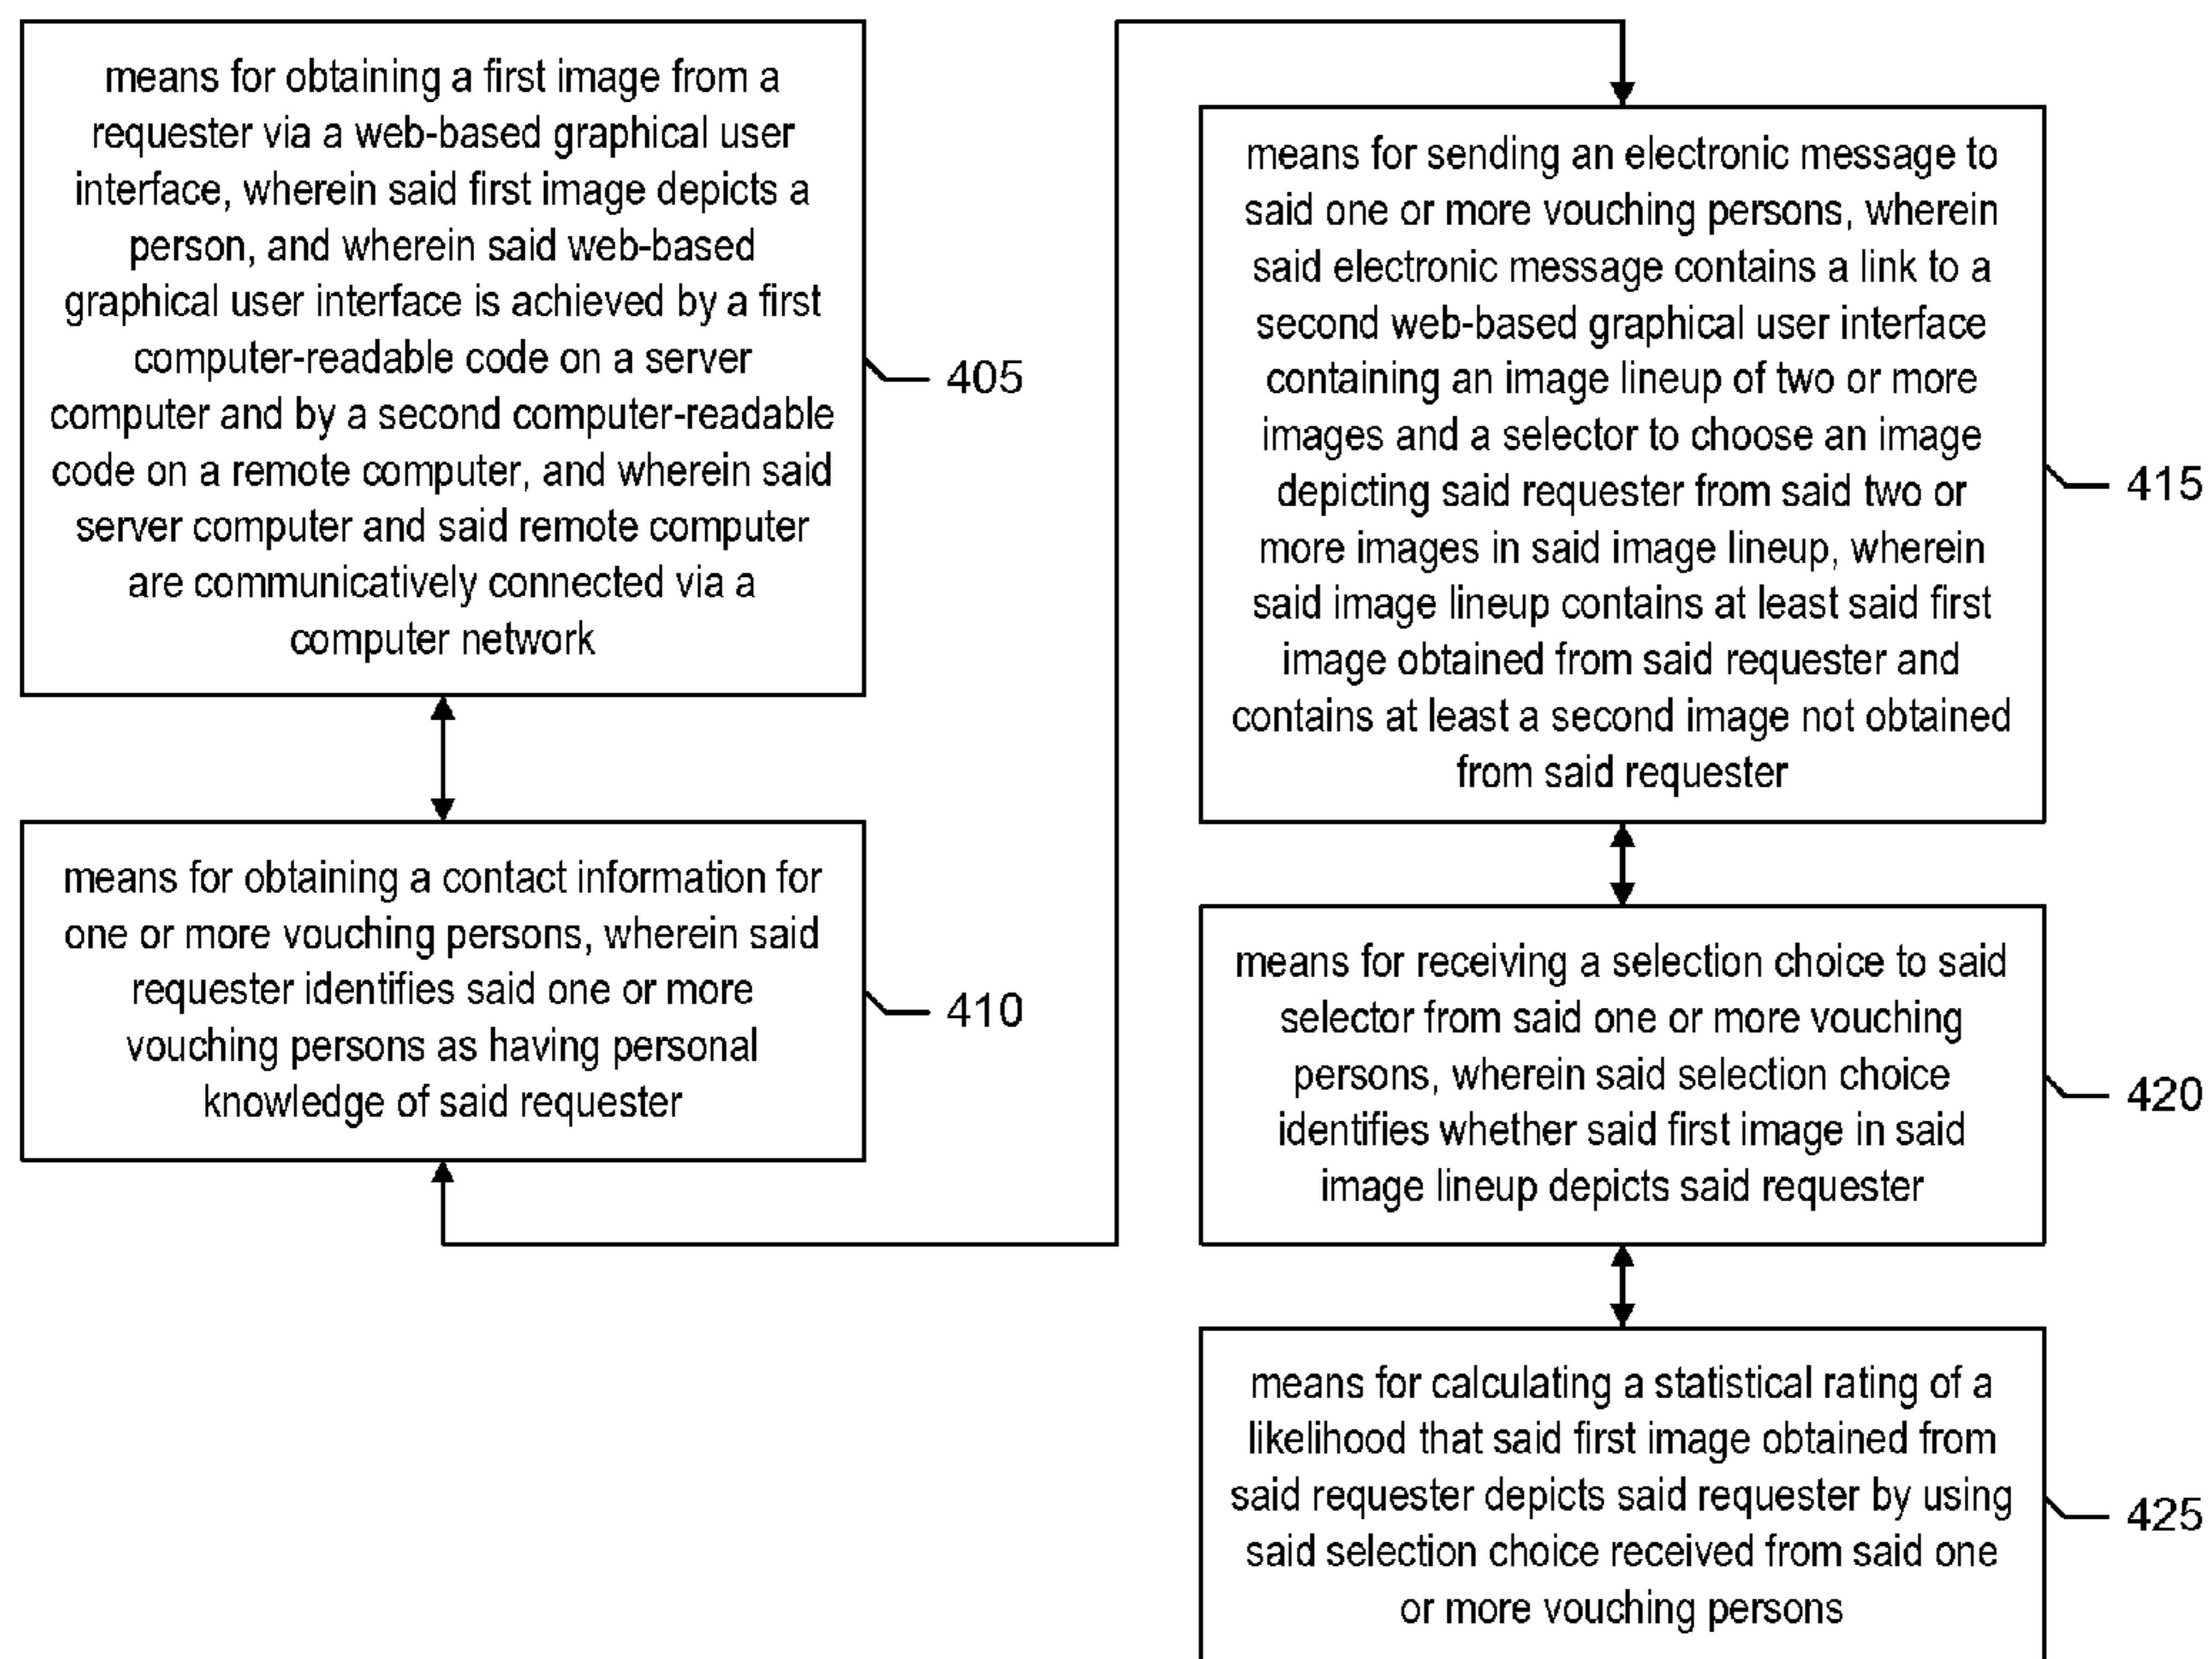 means for obtaining a first image from a
requester via a web-based graphical user
interface, wherein said first image depicts a
person, and wherein said web-based
graphical user interface is achieved by a first
computer-readable code on a server
computer and by a second computer-readable
code on a remote computer, and wherein said
server computer and said remote computer
are communicatively connected via a
computer network
405
means for obtaining a contact information for
one or more vouching persons, wherein said
requester identifies said one or more
vouching persons as having personal
knowledge of said requester
410
means for sending an electronic message to
said one or more vouching persons, wherein
said electronic message contains a link to a
second web-based graphical user interface
containing an image lineup of two or more
images and a selector to choose an image
depicting said requester from said two or
more images in said image lineup, wherein
said image lineup contains at least said first
image obtained from said requester and
contains at least a second image not obtained
from said requester
415
means for receiving a selection choice to said
selector from said one or more vouching
persons, wherein said selection choice
identifies whether said first image in said
image lineup depicts said requester
420
means for calculating a statistical rating of a
likelihood that said first image obtained from
said requester depicts said requester by using
said selection choice received from said one
or more vouching persons
425